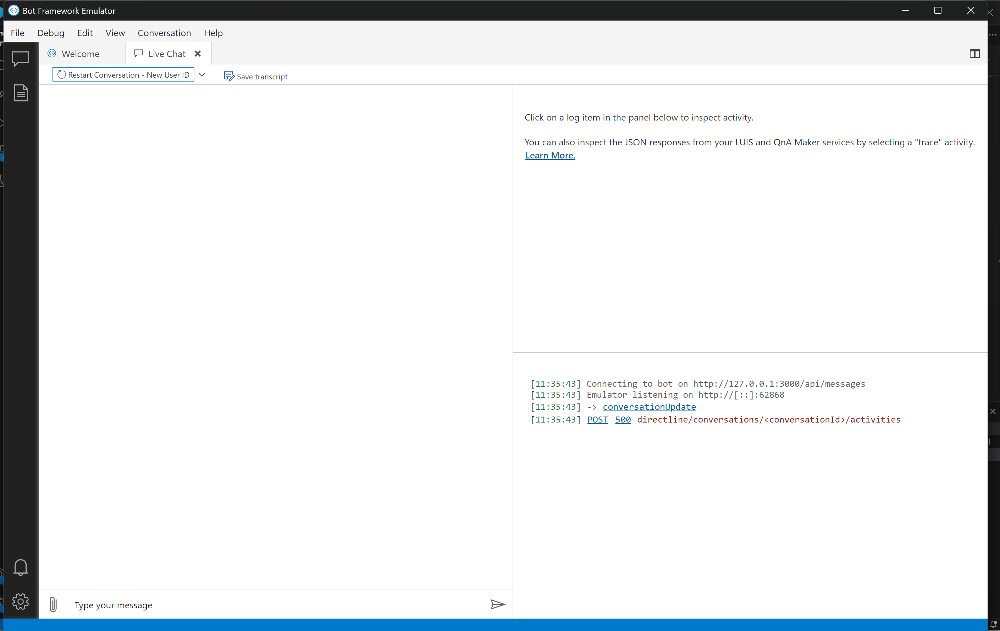 Bot Framework Emulator
File Debug Edit View Conversation Help
Welcome Live Chat
Restart Conversation - New User ID Save transcript
Click on a log item in the panel below to inspect activity.
You can also inspect the JSON responses from your LUIS and QnA Maker services by selecting a "trace" activity.
Learn More.
[11:35:43] Connecting to bot on http://127.0.0.1:3000/api/messages
[11:35:43] Emulator listening on http://[::]:62868
[11:35:43] -> conversationUpdate
[11:35:43] POST 500 directline/conversations/<conversationId>/activities
Type your message